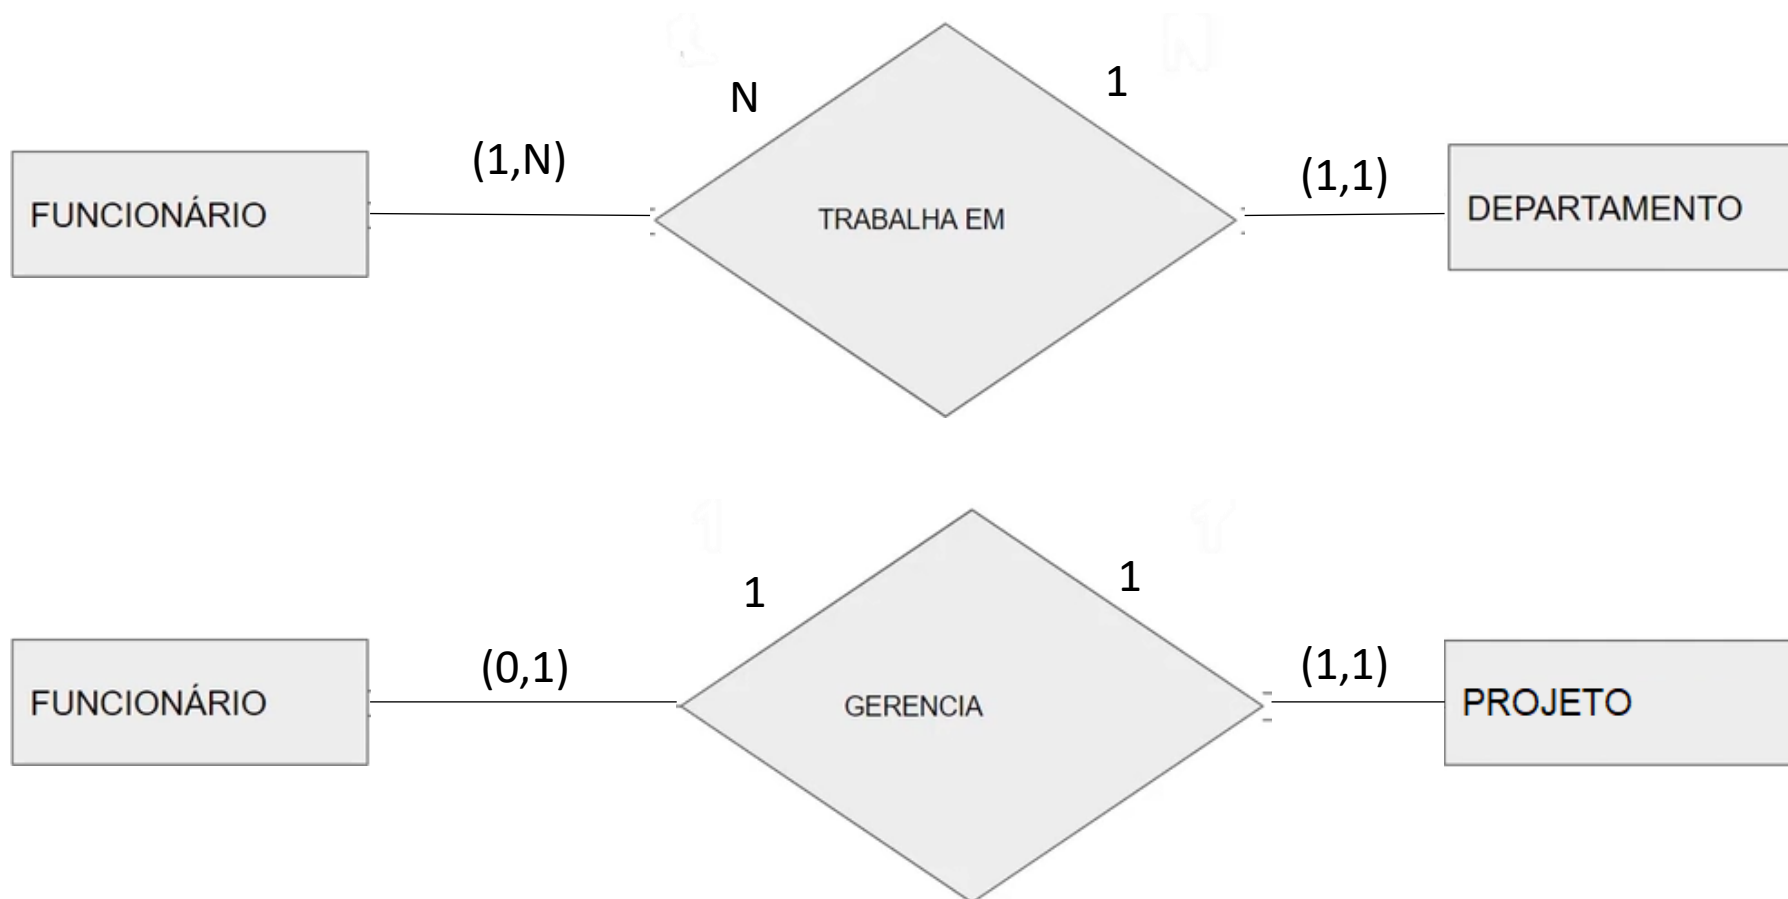 N
1
(1,N)
(1,1)
FUNCIONÁRIO
TRABALHA EM
DEPARTAMENTO
1
1
(0,1)
(1,1)
FUNCIONÁRIO
GERENCIA
PROJETO